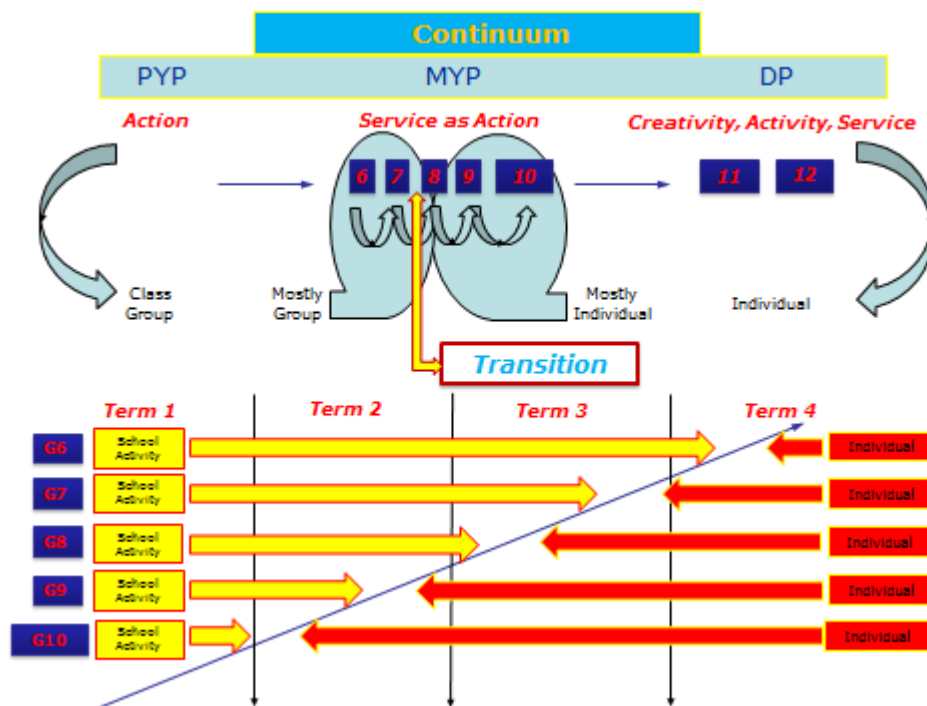 Continuum
PYP MYP DP
Action Service as Action Creativity, Activity, Service
6 7 8 9 10 11 12
Class
Group
Mostly
Group
Mostly
Individual
Individual
Transition
Term 1 Term 2 Term 3 Term 4
G6 School
Activity
Individual
G7 School
Activity
Individual
G8 School
Activity
Individual
G9 School
Activity
Individual
G10 School
Activity
Individual